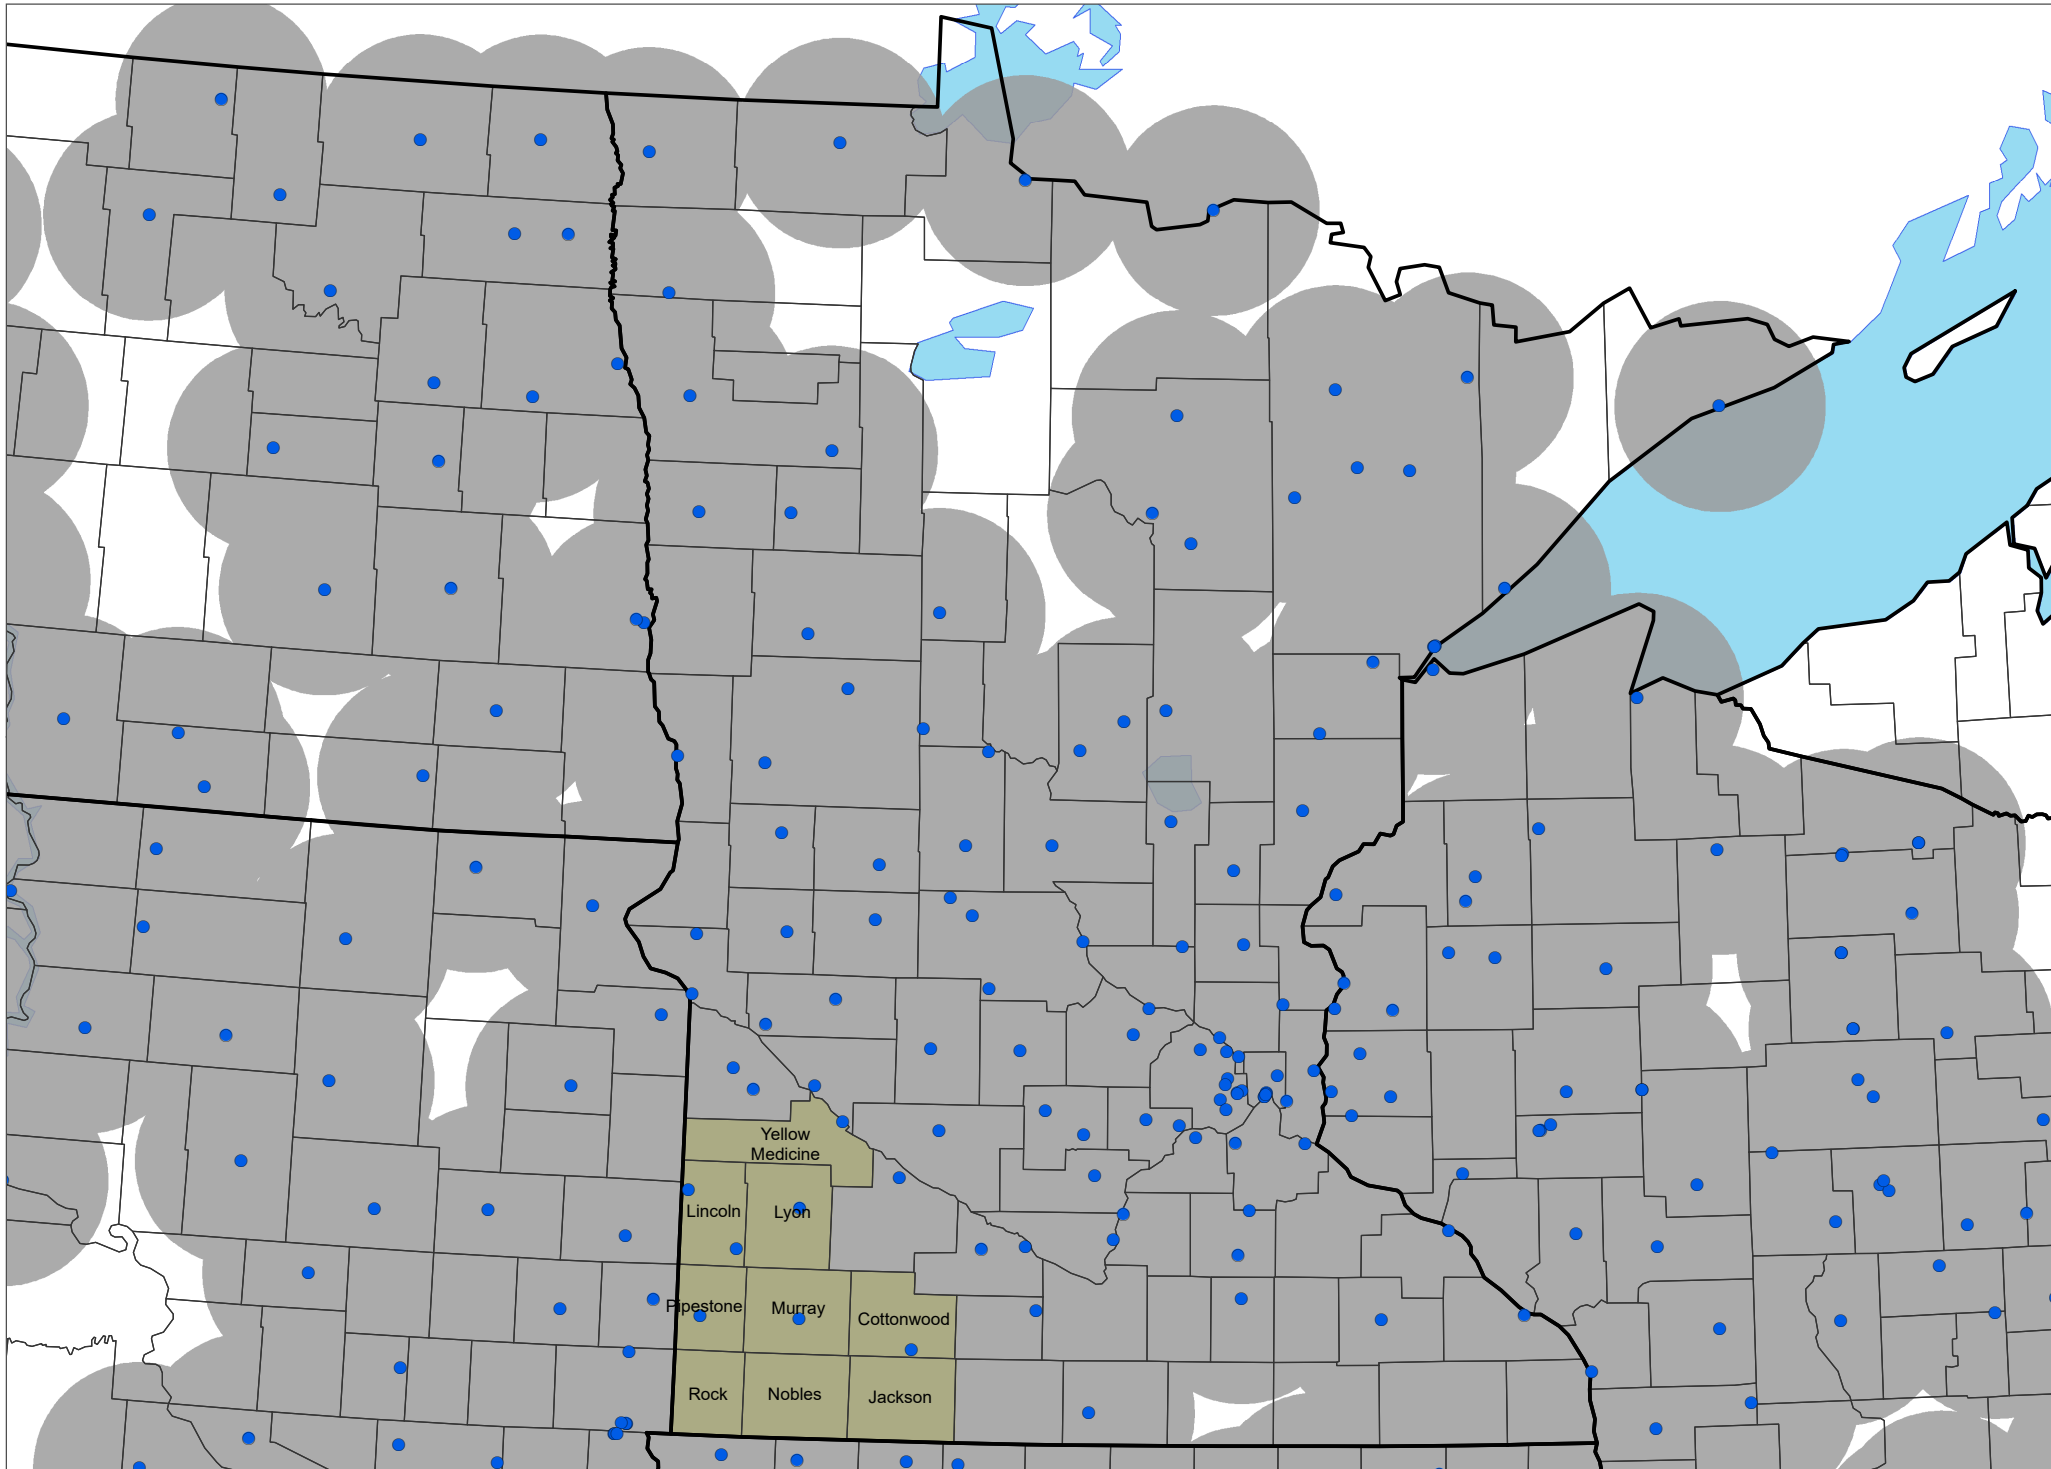 Yellow
Medicine
Lincoln
Lyon
Pipestone
Murray
Cottonwood
Rock
Nobles
Jackson